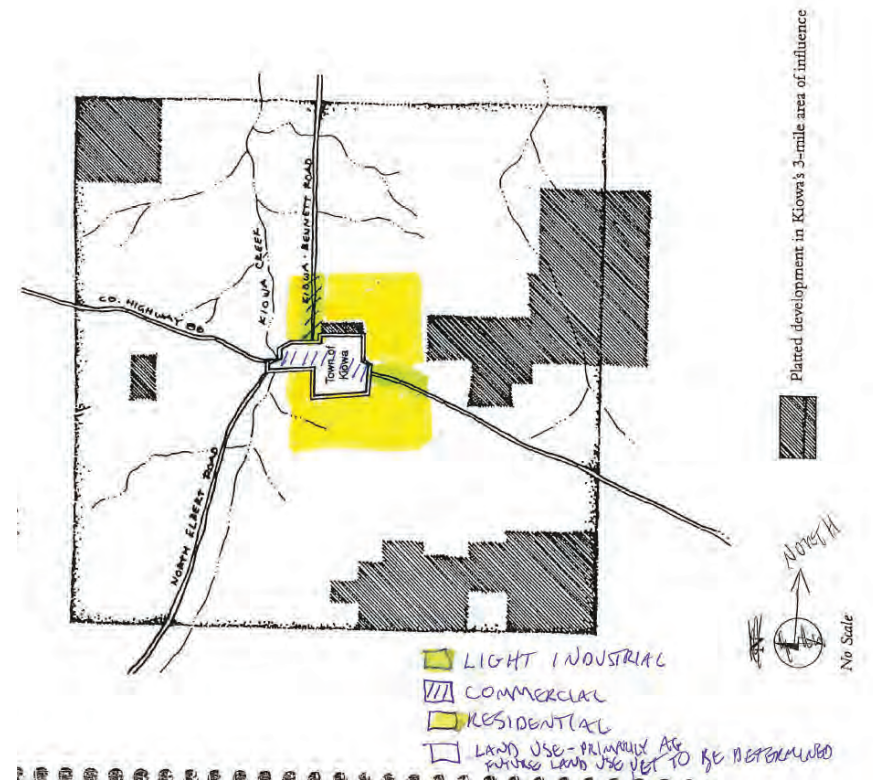 Platted development in Kiowa's 3-mile area of influence
KIOWA CREEK
KIOWA-BENNETT ROAD
CO. HIGHWAY 86
Town of
Kiowa
NORTH ELBERT ROAD
NORTH
N
No Scale
LIGHT INDUSTRIAL
COMMERCIAL
RESIDENTIAL
LAND USE - PRIMARILY AG
FUTURE LAND USE YET TO BE DETERMINED